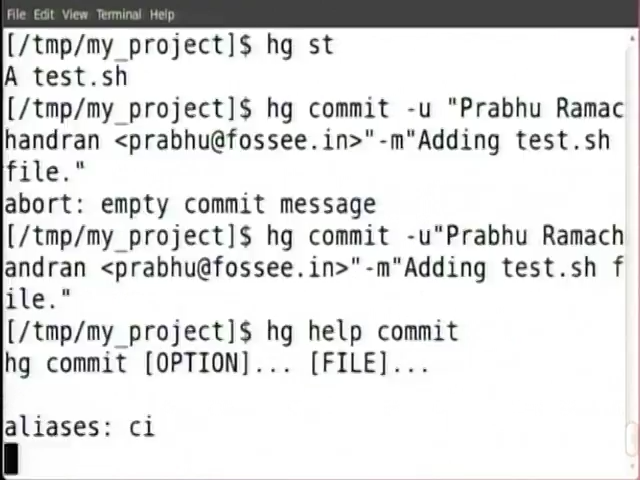 File Edit View Terminal Help
[/tmp/my_project]$ hg st
A test.sh
[/tmp/my_project]$ hg commit -u "Prabhu Ramac
handran <prabhu@fossee.in>"-m"Adding test.sh
file."
abort: empty commit message
[/tmp/my_project]$ hg commit -u"Prabhu Ramach
andran <prabhu@fossee.in>"-m"Adding test.sh f
ile."
[/tmp/my_project]$ hg help commit
hg commit [OPTION]... [FILE]...
aliases: ci